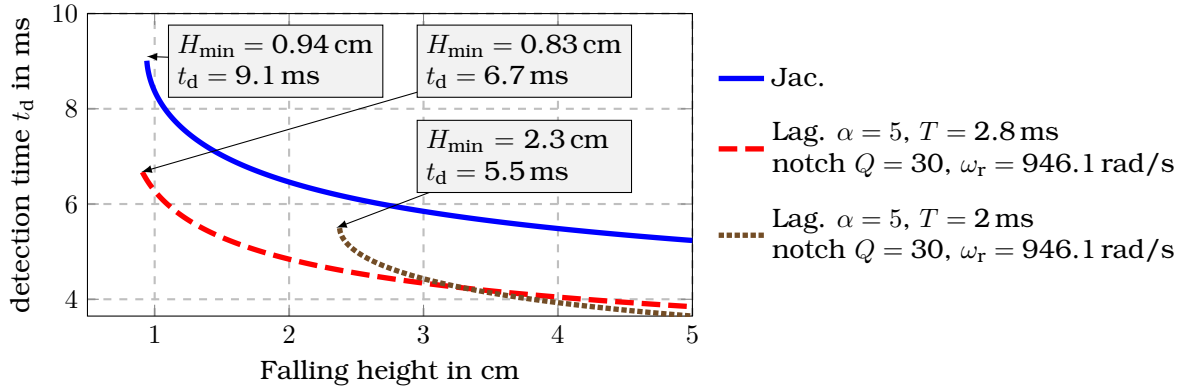 10
8
6
4
1
2
3
4
5
detection time t_d in ms
Falling height in cm
H_min = 0.94 cm
t_d = 9.1 ms
H_min = 0.83 cm
t_d = 6.7 ms
H_min = 2.3 cm
t_d = 5.5 ms
Jac.
Lag. α = 5, T = 2.8 ms
notch Q = 30, ω_r = 946.1 rad/s
Lag. α = 5, T = 2 ms
notch Q = 30, ω_r = 946.1 rad/s